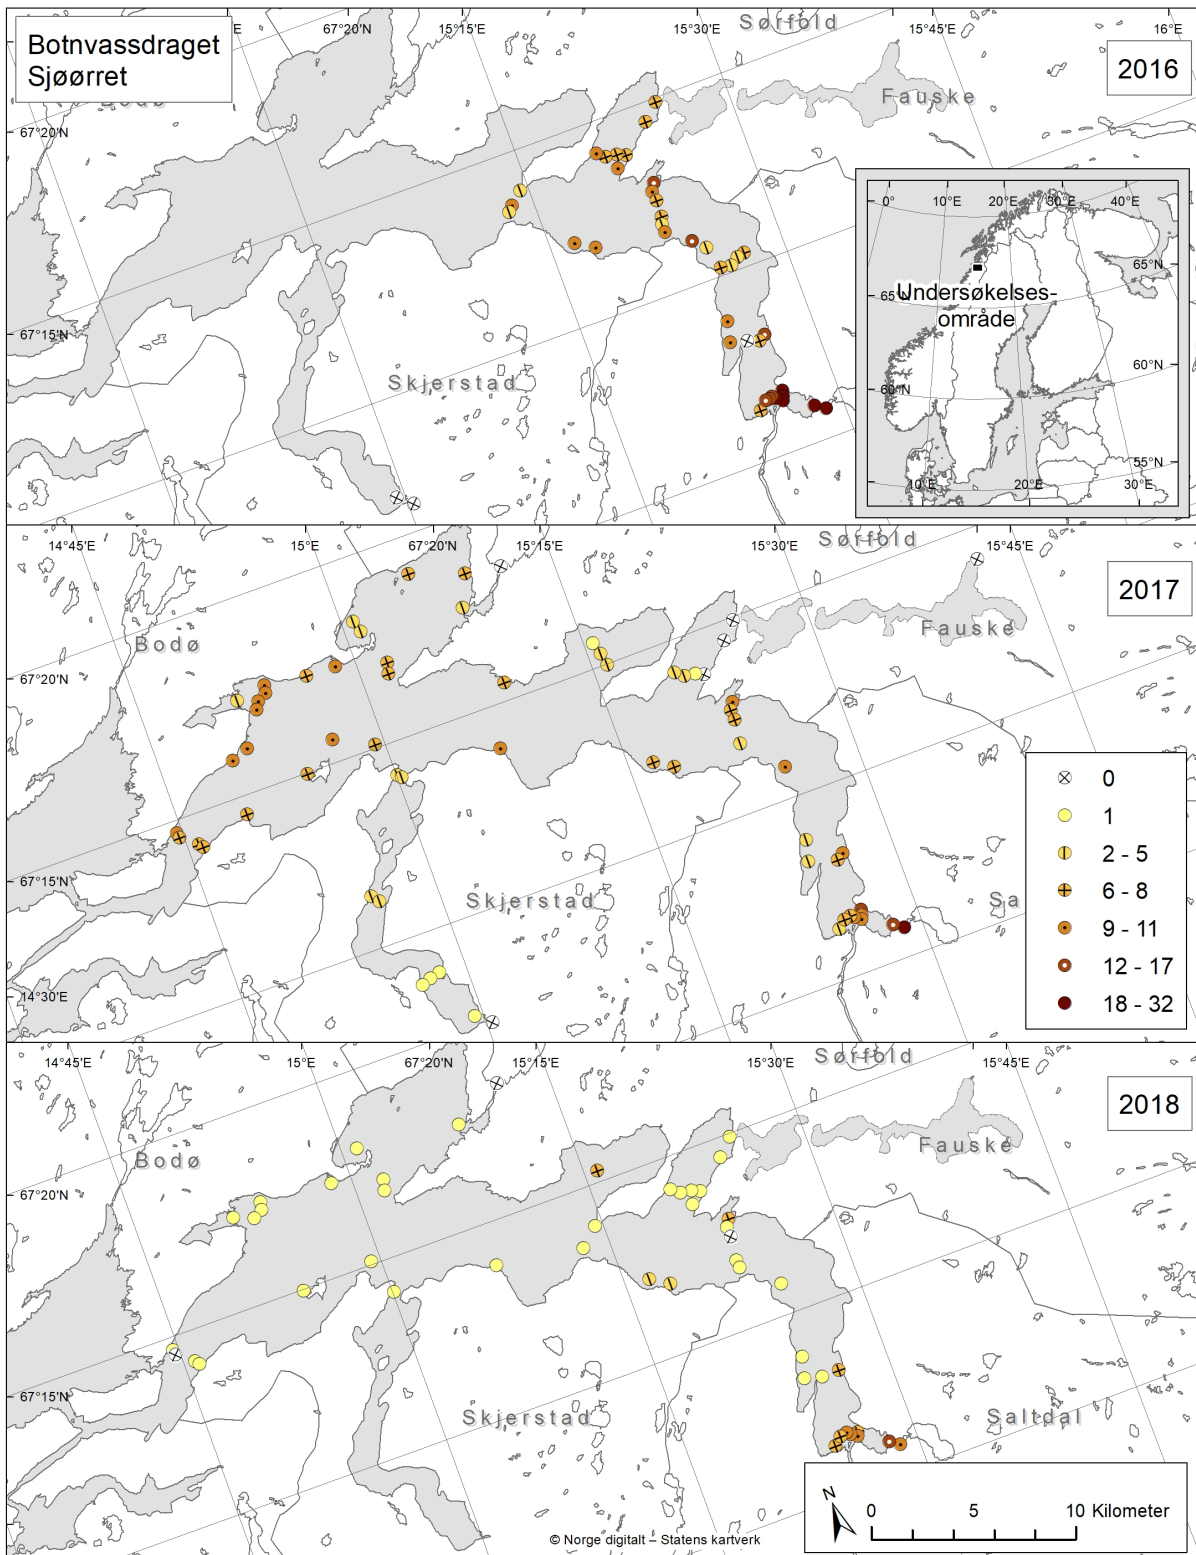 Botnvassdraget
Sjøørret
E
67°20'N
15°15'E
15°30'E
Sørfold
15°45'E
16°E
2016
Bodø
Fauske
67°20'N
67°15'N
Skjerstad
0°
10°E
20°E
30°E
40°E
65°N
65°N
Undersøkelses-
område
60°N
60°N
55°N
10°E
20°E
30°E
14°45'E
15°E
67°20'N
15°15'E
15°30'E
Sørfold
15°45'E
2017
Bodø
Fauske
67°20'N
67°15'N
Skjerstad
Sa
14°30'E
0
1
2 - 5
6 - 8
9 - 11
12 - 17
18 - 32
14°45'E
15°E
67°20'N
15°15'E
15°30'E
Sørfold
15°45'E
2018
Bodø
Fauske
67°20'N
67°15'N
Skjerstad
Saltdal
N
0 5 10 Kilometer
© Norge digitalt – Statens kartverk